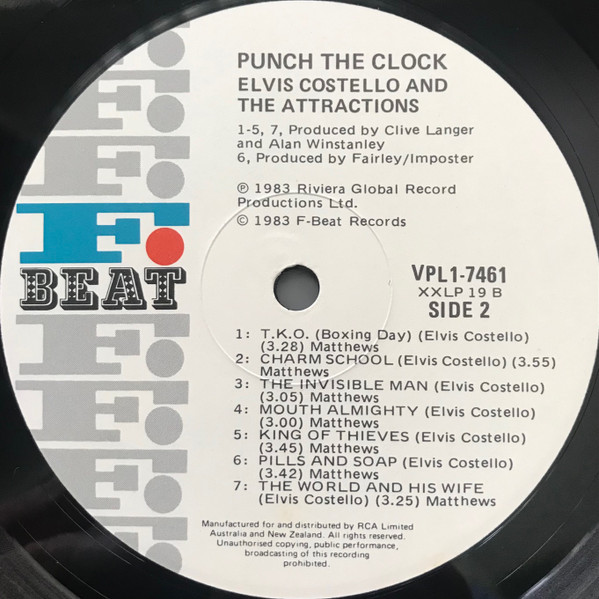 PUNCH THE CLOCK
ELVIS COSTELLO AND
THE ATTRACTIONS
1-5, 7, Produced by Clive Langer
and Alan Winstanley
6, Produced by Fairley/Imposter
℗ 1983 Riviera Global Record
Productions Ltd.
© 1983 F-Beat Records
F.
BEAT
VPL1-7461
XXLP 19 B
SIDE 2
1: T.K.O. (Boxing Day) (Elvis Costello)
(3.28) Matthews
2: CHARM SCHOOL (Elvis Costello) (3.55)
Matthews
3: THE INVISIBLE MAN (Elvis Costello)
(3.05) Matthews
4: MOUTH ALMIGHTY (Elvis Costello)
(3.00) Matthews
5: KING OF THIEVES (Elvis Costello)
(3.45) Matthews
6: PILLS AND SOAP (Elvis Costello)
(3.42) Matthews
7: THE WORLD AND HIS WIFE
(Elvis Costello) (3.25) Matthews
Manufactured for and distributed by RCA Limited
Australia and New Zealand. All rights reserved.
Unauthorised copying, public performance,
broadcasting of this recording
prohibited.